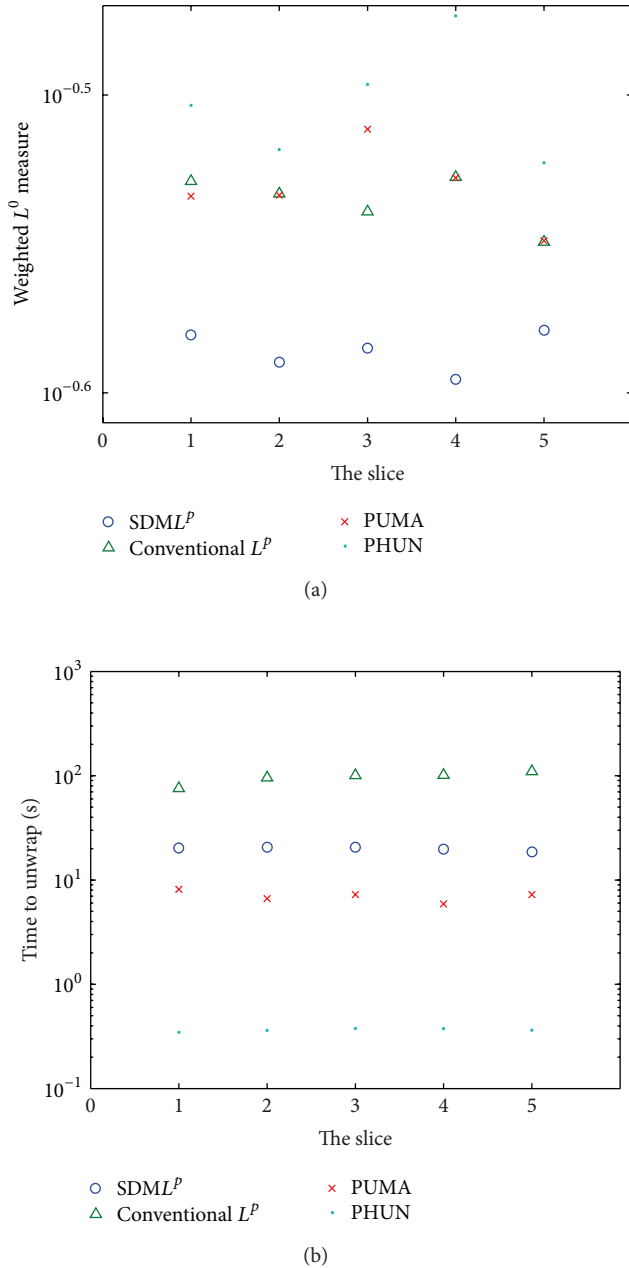 10^−0.5
10^−0.6
Weighted L^0 measure
0 1 2 3 4 5
The slice
SDML^p
PUMA
Conventional L^p
PHUN
(a)
10^3
10^2
10^1
10^0
10^−1
Time to unwrap (s)
0 1 2 3 4 5
The slice
SDML^p
PUMA
Conventional L^p
PHUN
(b)